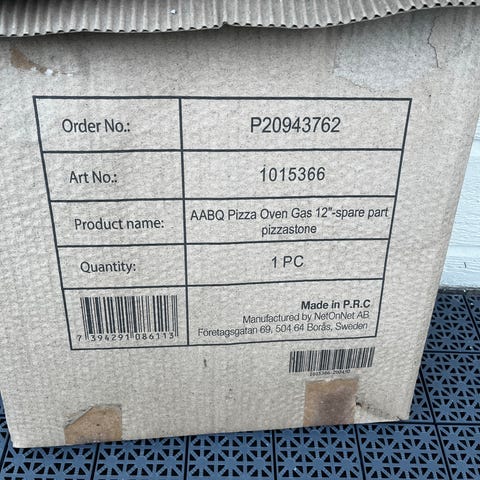 Order No.: P20943762
Art No.: 1015366
Product name: AABQ Pizza Oven Gas 12"-spare part
pizzastone
Quantity: 1 PC
Made in P.R.C
Manufactured by NetOnNet AB
Företagsgatan 69, 504 64 Borås, Sweden
7 394291 086113